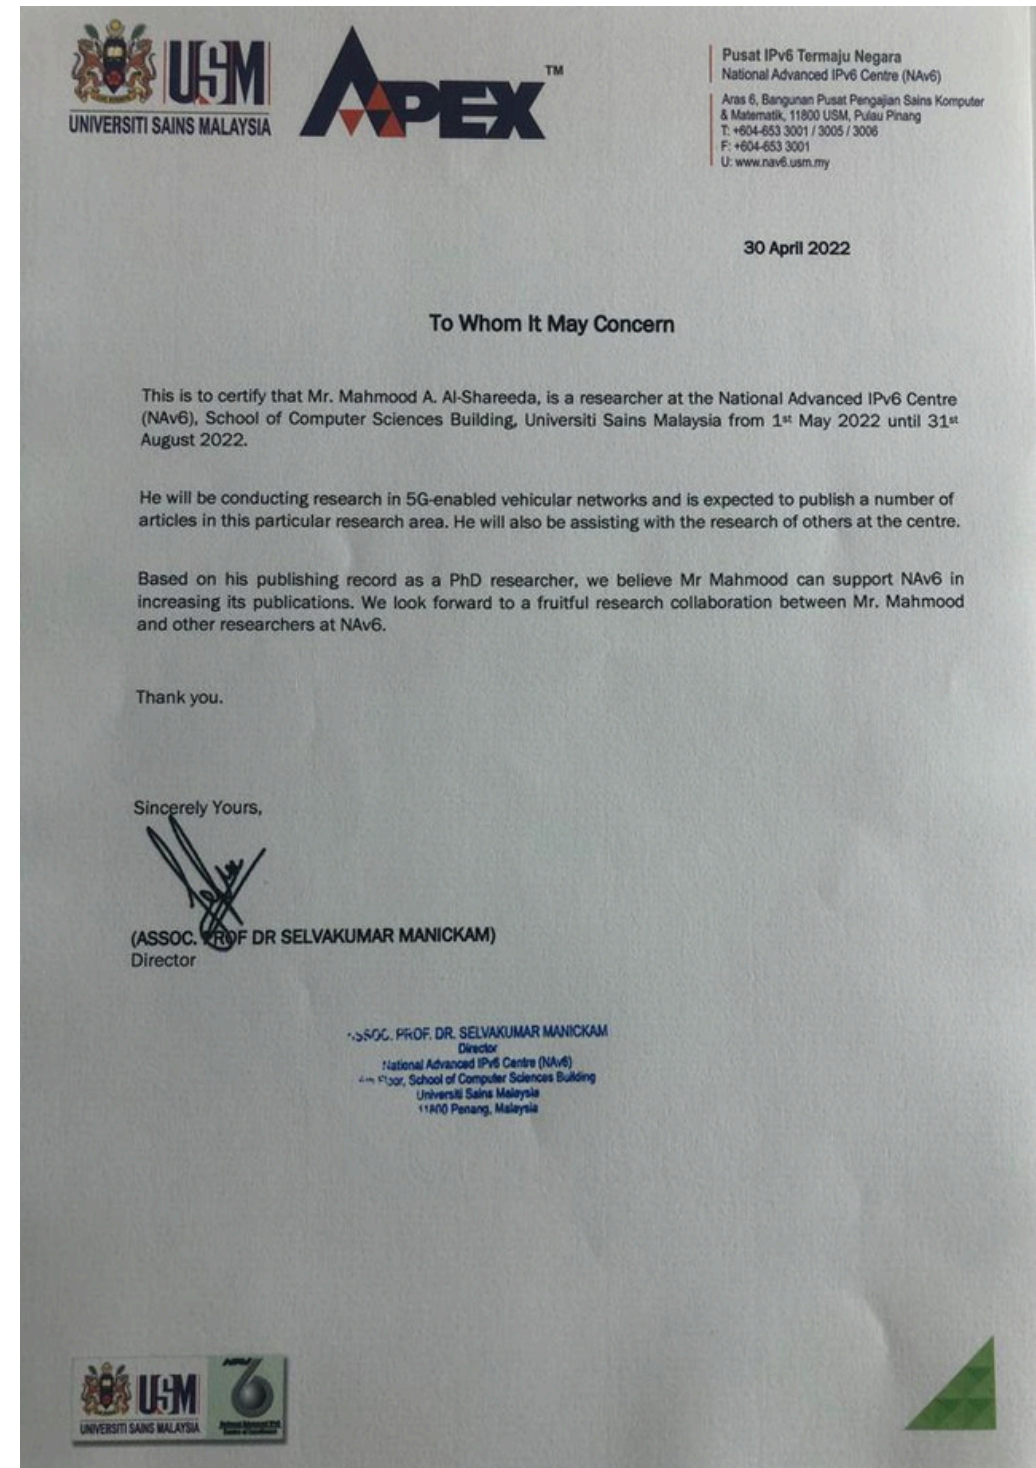 USM
UNIVERSITI SAINS MALAYSIA
APEX™
Pusat IPv6 Termaju Negara
National Advanced IPv6 Centre (NAv6)
Aras 6, Bangunan Pusat Pengajian Sains Komputer
& Matematik, 11800 USM, Pulau Pinang
T: +604-653 3001 / 3005 / 3006
F: +604-653 3001
U: www.nav6.usm.my
30 April 2022
To Whom It May Concern
This is to certify that Mr. Mahmood A. Al-Shareeda, is a researcher at the National Advanced IPv6 Centre
(NAv6), School of Computer Sciences Building, Universiti Sains Malaysia from 1st May 2022 until 31st
August 2022.
He will be conducting research in 5G-enabled vehicular networks and is expected to publish a number of
articles in this particular research area. He will also be assisting with the research of others at the centre.
Based on his publishing record as a PhD researcher, we believe Mr Mahmood can support NAv6 in
increasing its publications. We look forward to a fruitful research collaboration between Mr. Mahmood
and other researchers at NAv6.
Thank you.
Sincerely Yours,
(ASSOC. PROF DR SELVAKUMAR MANICKAM)
Director
ASSOC. PROF. DR. SELVAKUMAR MANICKAM
Director
National Advanced IPv6 Centre (NAv6)
Floor, School of Computer Sciences Building
Universiti Sains Malaysia
11800 Penang, Malaysia
USM
UNIVERSITI SAINS MALAYSIA
NAV
6